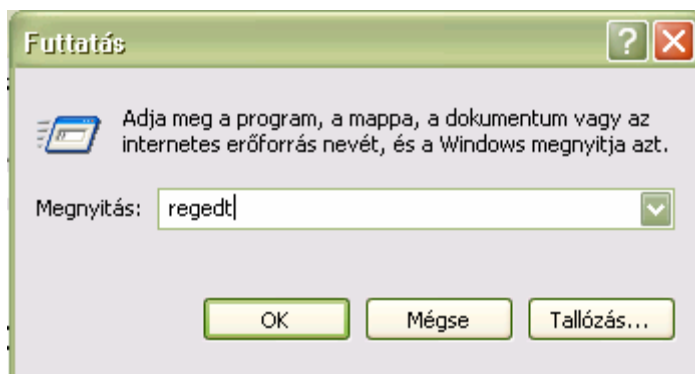 Futtatás
Adja meg a program, a mappa, a dokumentum vagy az
internetes erőforrás nevét, és a Windows megnyitja azt.
Megnyitás: regedt
OK Mégse Tallózás...